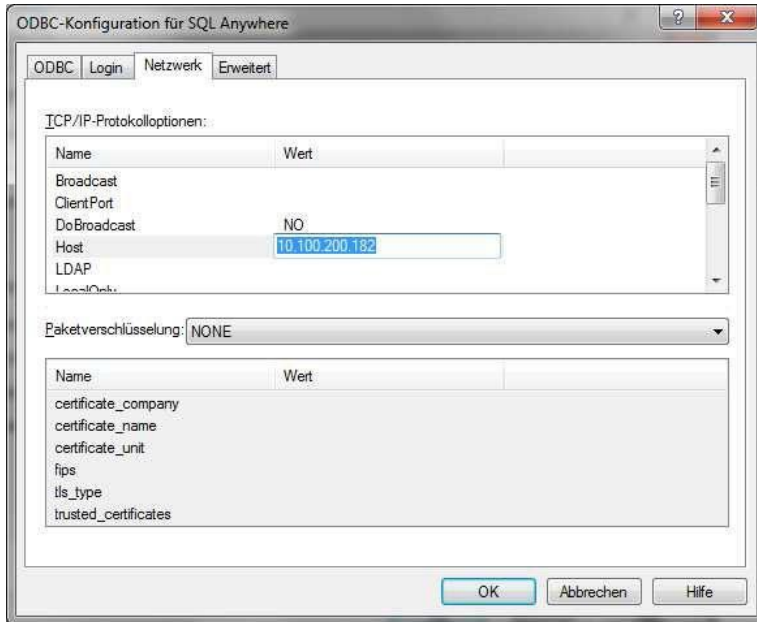 ODBC-Konfiguration für SQL Anywhere
ODBC Login Netzwerk Erweitert
TCP/IP-Protokolloptionen:
Name Wert
Broadcast
ClientPort
DoBroadcast NO
Host 10.100.200.182
LDAP
LocalOnly
Paketverschlüsselung: NONE
Name Wert
certificate_company
certificate_name
certificate_unit
fips
tls_type
trusted_certificates
OK Abbrechen Hilfe